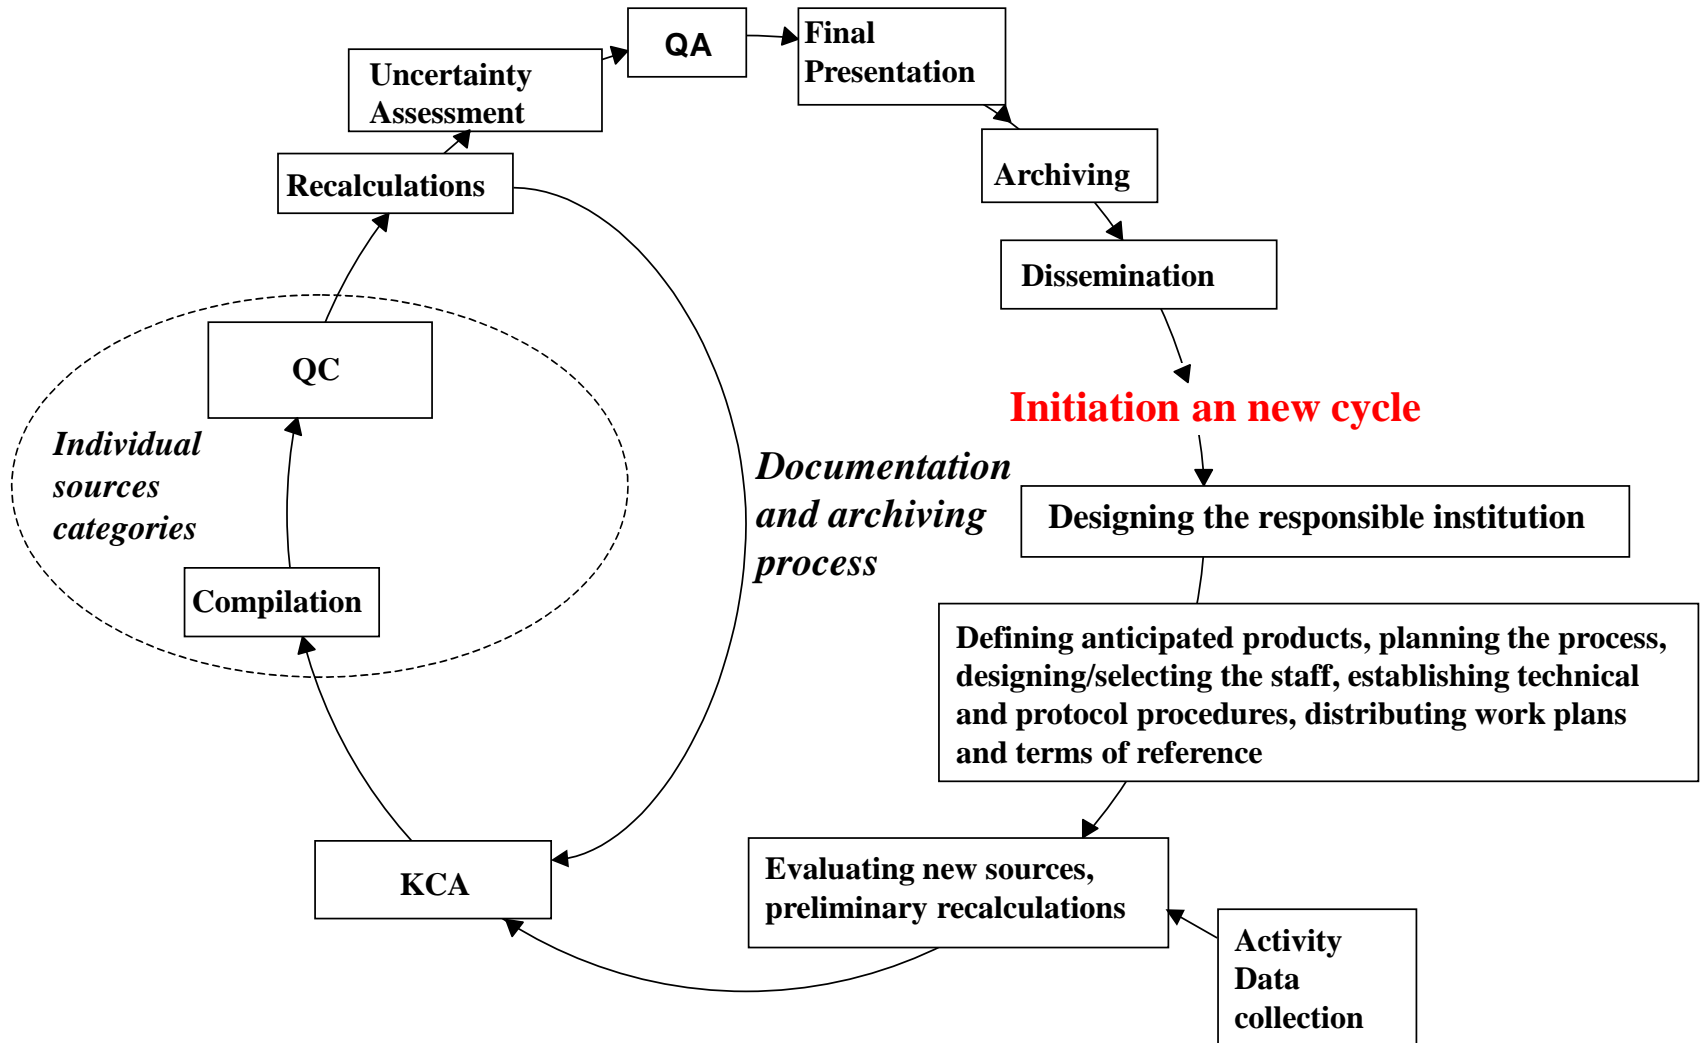 QA
Final
Presentation
Uncertainty
Assessment
Archiving
Recalculations
Dissemination
QC
Initiation an new cycle
Individual
sources
categories
Documentation
and archiving
process
Designing the responsible institution
Compilation
Defining anticipated products, planning the process,
designing/selecting the staff, establishing technical
and protocol procedures, distributing work plans
and terms of reference
KCA
Evaluating new sources,
preliminary recalculations
Activity
Data
collection